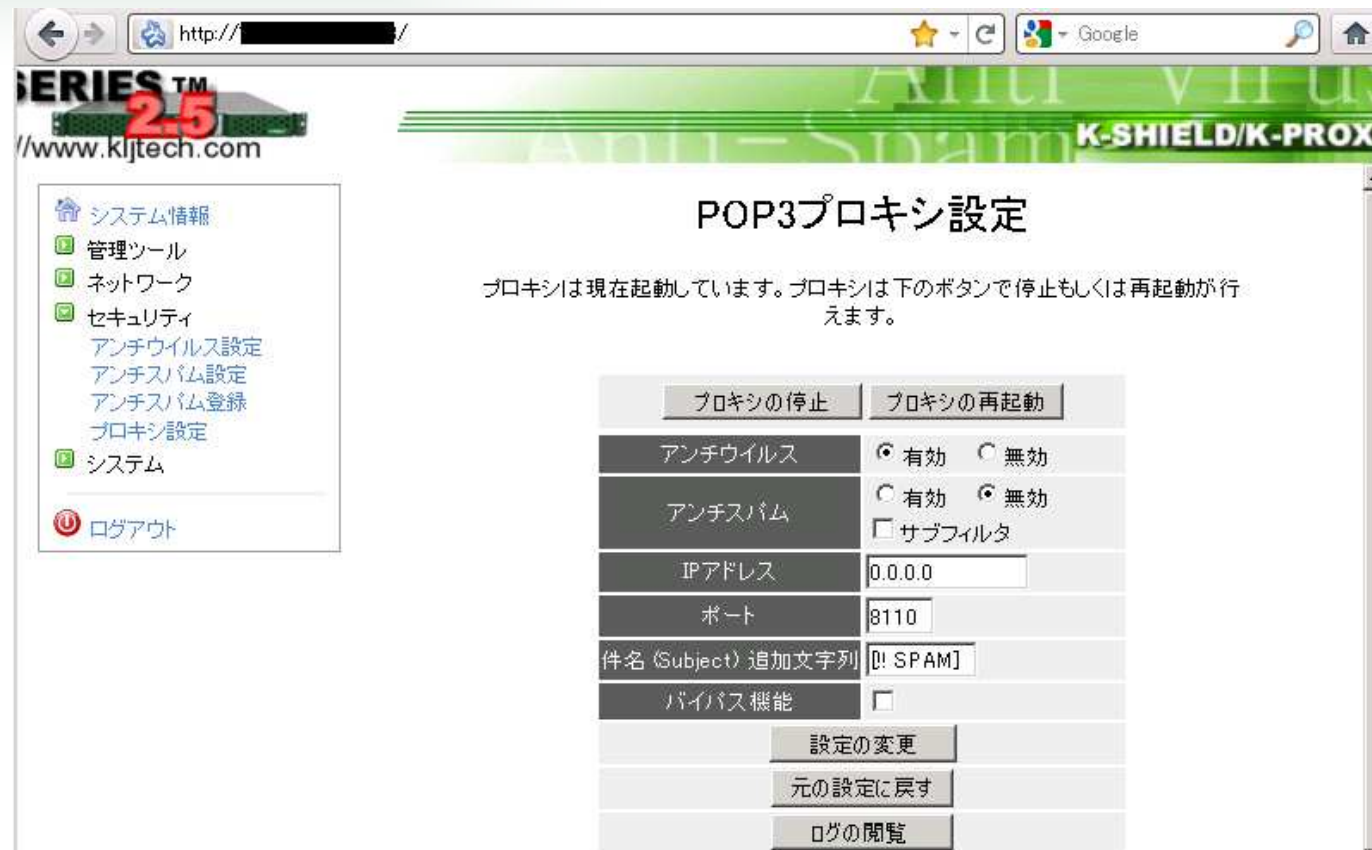 http:// /
Google
SERIES TM
2.5
//www.kljtech.com
Anti Virus
Anti-Spam
K-SHIELD/K-PROX
システム情報
管理ツール
ネットワーク
セキュリティ
アンチウイルス設定
アンチスパム設定
アンチスパム登録
プロキシ設定
システム
ログアウト
POP3プロキシ設定
プロキシは現在起動しています。プロキシは下のボタンで停止もしくは再起動が行
えます。
プロキシの停止 プロキシの再起動
アンチウイルス 有効 無効
アンチスパム 有効 無効
サブフィルタ
IPアドレス 0.0.0.0
ポート 8110
件名 (Subject) 追加文字列 [!! SPAM]
バイパス機能
設定の変更
元の設定に戻す
ログの閲覧